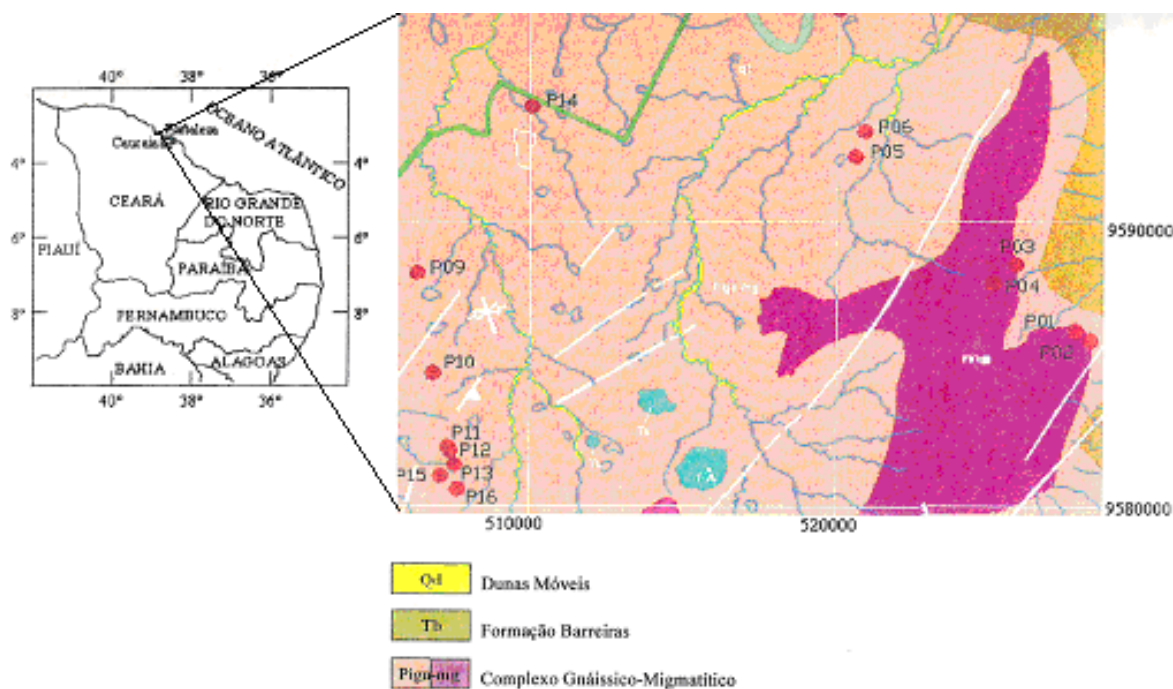 40° 38° 36°
OCEANO ATLÂNTICO
Fortaleza
Caucaia
4° 4°
CEARÁ
RIO GRANDE
DO NORTE
PIAUÍ
6° 6°
PARAIBA
8° 8°
PERNAMBUCO
BAHIA
ALAGOAS
40° 38° 36°
P14
P06
P05
9590000
P03
P09
P04
P01
P02
P10
P11
P12
P13
P15
P16
9580000
510000 520000
Qd Dunas Móveis
Tb Formação Barreiras
Pign-mg Complexo Gnáissico-Migmatítico